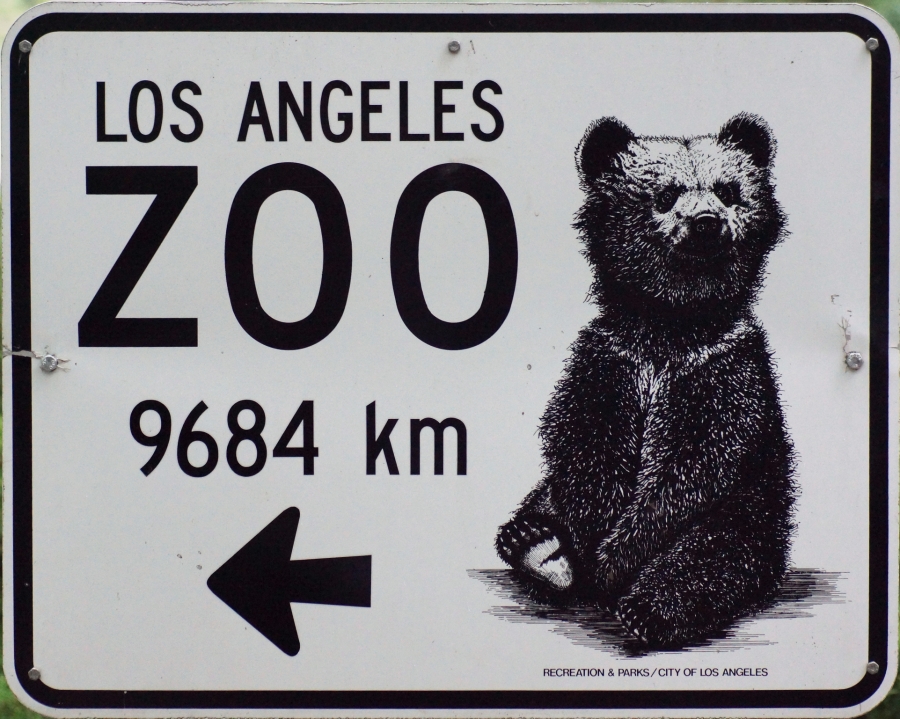 LOS ANGELES
ZOO
9684 km
RECREATION & PARKS/CITY OF LOS ANGELES